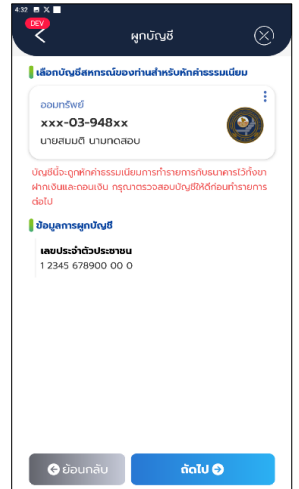 4:32
DEV
ผูกบัญชี
เลือกบัญชีสหกรณ์ของท่านสำหรับหักค่าธรรมเนียม
ออมทรัพย์
xxx-03-948xx
นายสมมติ นามทดสอบ
บัญชีนี้จะถูกหักค่าธรรมเนียมการทำรายการกับธนาคารไว้ทั้งขา
ฝากเงินและถอนเงิน กรุณาตรวจสอบบัญชีให้ดีก่อนทำรายการ
ต่อไป
ข้อมูลการผูกบัญชี
เลขประจำตัวประชาชน
1 2345 678900 00 0
ย้อนกลับ
ถัดไป